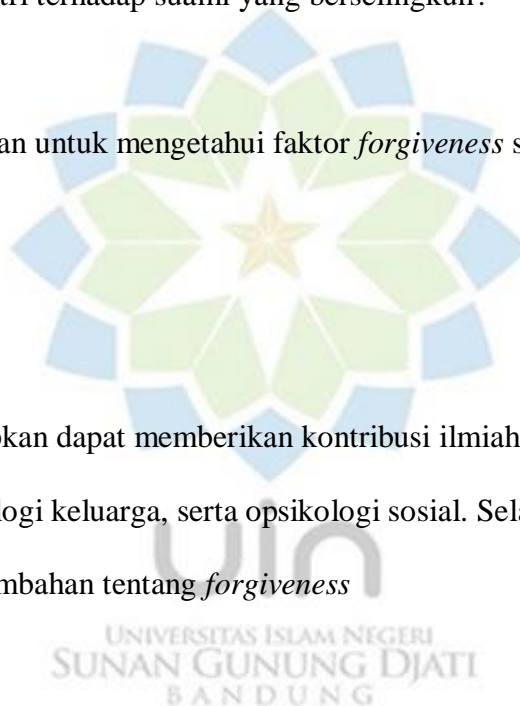 tri terhadap suami yang berselingkuh?
an untuk mengetahui faktor forgiveness s
kan dapat memberikan kontribusi ilmiah
logi keluarga, serta opsikologi sosial. Sela
mbahan tentang forgiveness
uin
UNIVERSITAS ISLAM NEGERI
SUNAN GUNUNG DJATI
BANDUNG